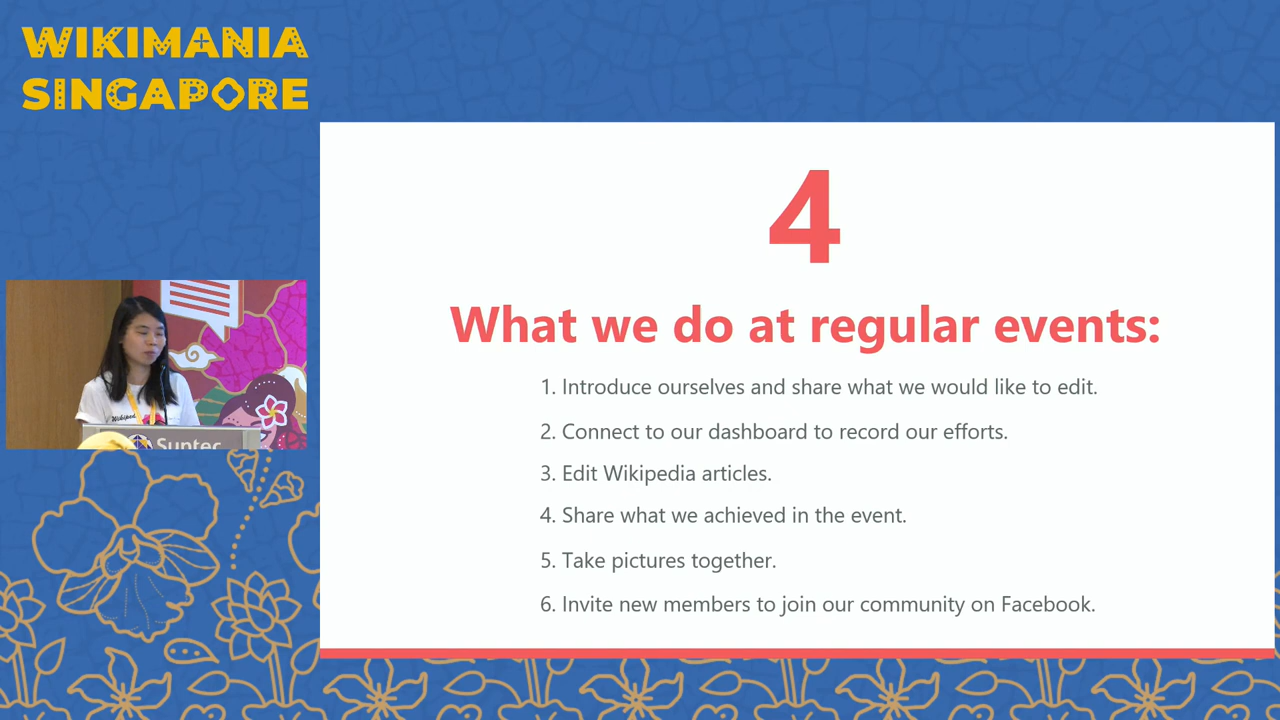 WIKIMANIA
SINGAPORE
4
What we do at regular events:
1. Introduce ourselves and share what we would like to edit.
2. Connect to our dashboard to record our efforts.
3. Edit Wikipedia articles.
4. Share what we achieved in the event.
5. Take pictures together.
6. Invite new members to join our community on Facebook.
Suntec